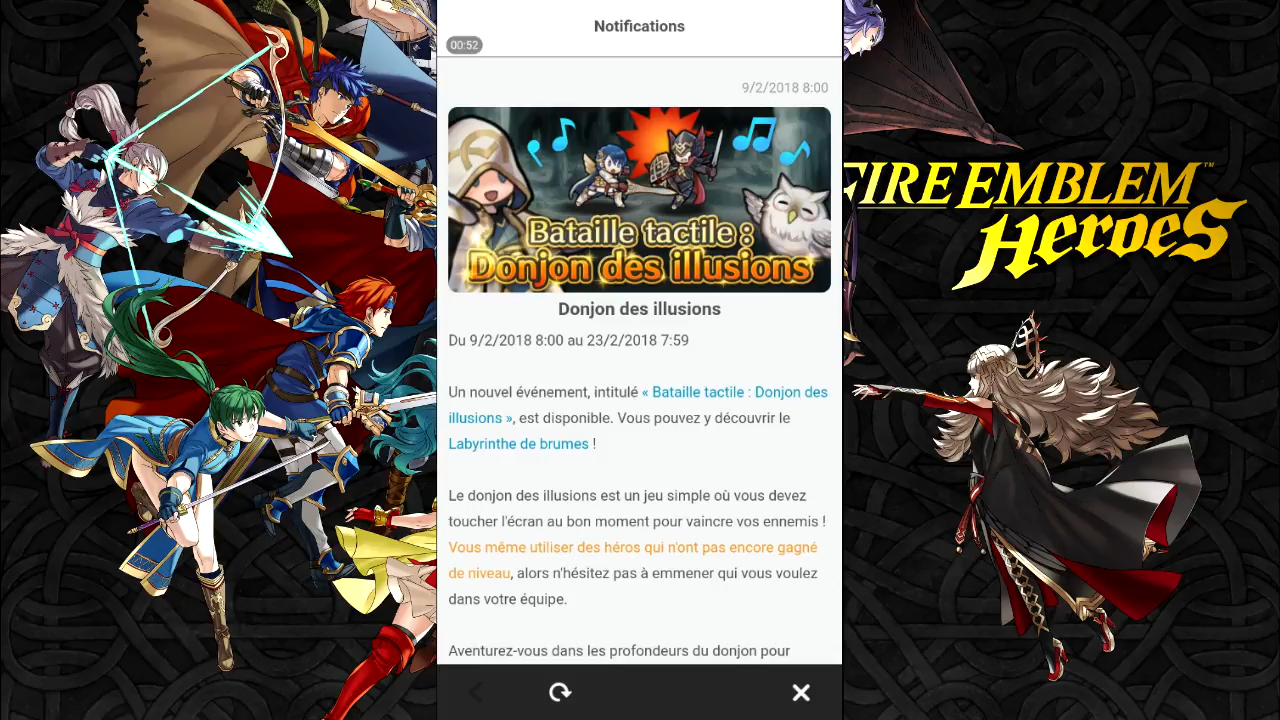 Notifications
00:52
9/2/2018 8:00
Bataille tactile :
Donjon des illusions
Donjon des illusions
Du 9/2/2018 8:00 au 23/2/2018 7:59
Un nouvel événement, intitulé « Bataille tactile : Donjon des
illusions », est disponible. Vous pouvez y découvrir le
Labyrinthe de brumes !
Le donjon des illusions est un jeu simple où vous devez
toucher l'écran au bon moment pour vaincre vos ennemis !
Vous même utiliser des héros qui n'ont pas encore gagné
de niveau, alors n'hésitez pas à emmener qui vous voulez
dans votre équipe.
Aventurez-vous dans les profondeurs du donjon pour
FIRE EMBLEM™
Heroes